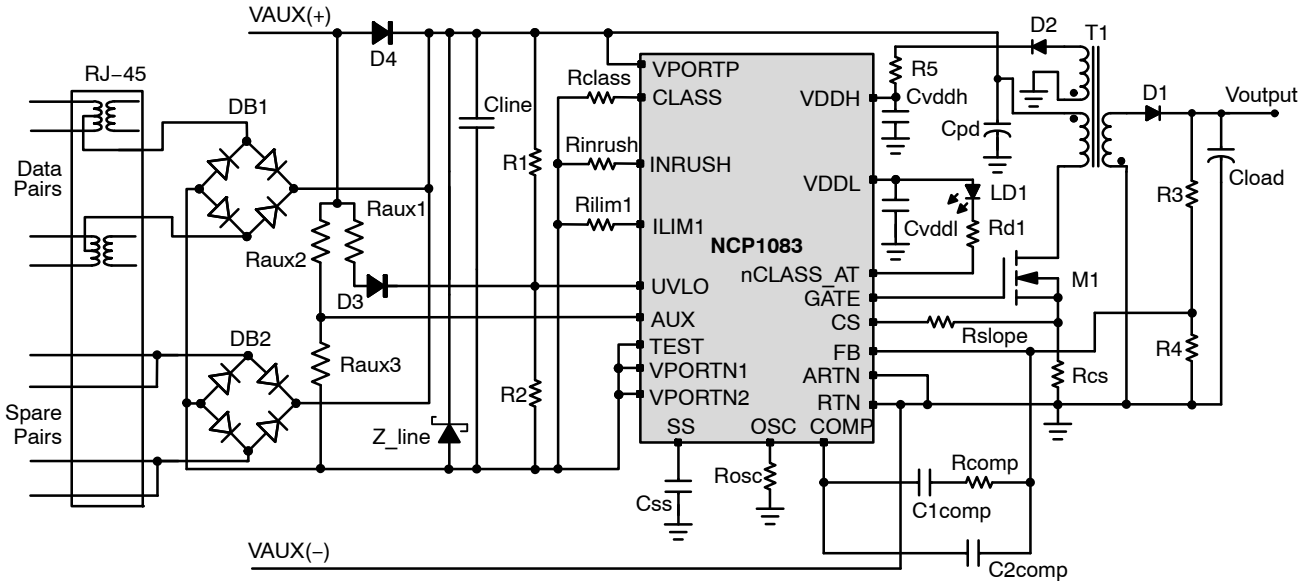 VAUX(+)
D4
D2
T1
RJ–45
DB1
Cline
Rclass
VPORTP
CLASS
VDDH
R5
Cvddh
Cpd
D1
Voutput
Data
Pairs
R1
Rinrush
INRUSH
VDDL
LD1
Cload
R3
Raux1
Rilim1
ILIM1
Cvddl
Rd1
NCP1083
Raux2
nCLASS_AT
D3
UVLO
GATE
M1
AUX
CS
Rslope
DB2
TEST
FB
R4
Raux3
VPORTN1
ARTN
Rcs
R2
VPORTN2
RTN
Spare
Pairs
Z_line
SS
OSC
COMP
Rcomp
Rosc
Css
C1comp
VAUX(–)
C2comp